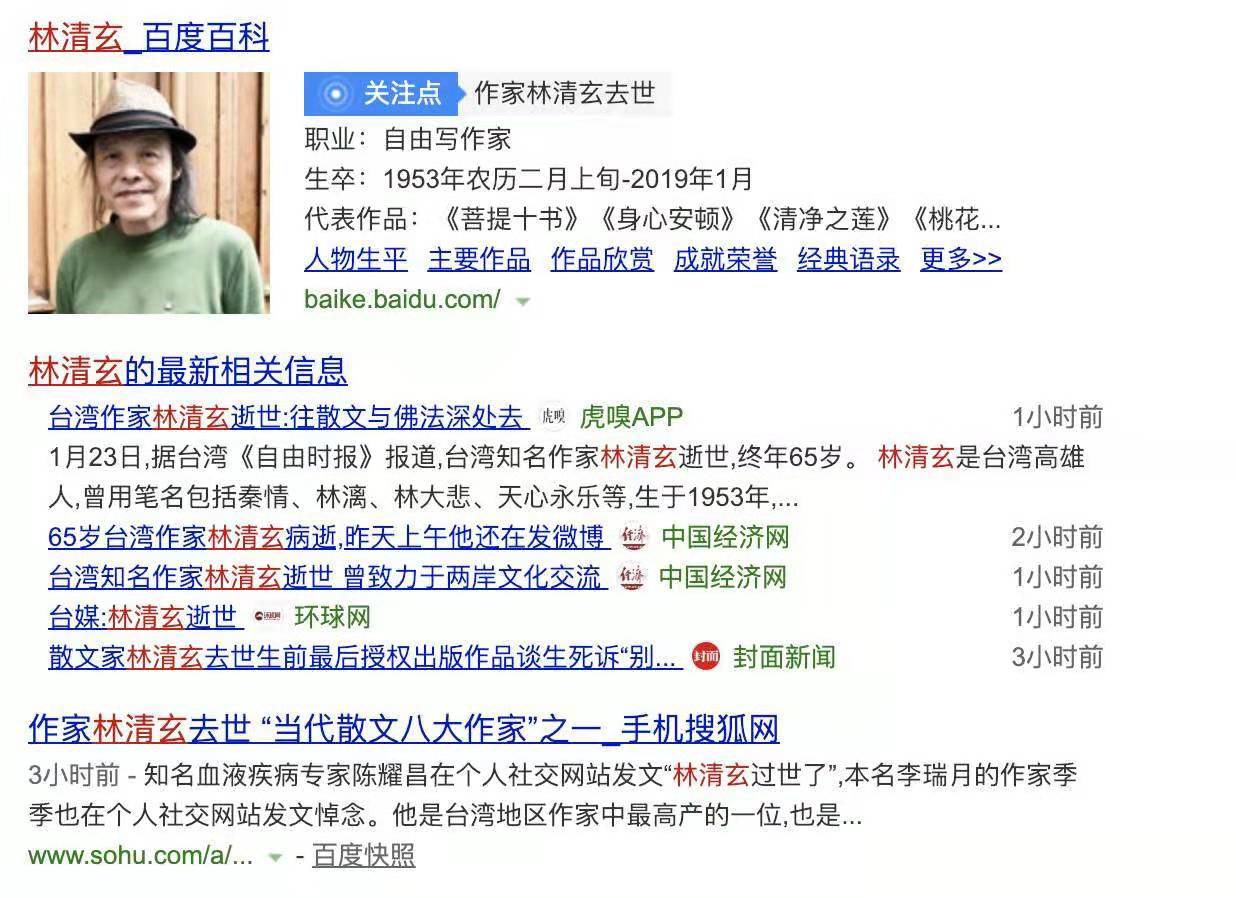 林清玄_百度百科
关注点 作家林清玄去世
职业：自由写作家
生卒：1953年农历二月上旬-2019年1月
代表作品：《菩提十书》《身心安顿》《清净之莲》《桃花...
人物生平 主要作品 作品欣赏 成就荣誉 经典语录 更多>>
baike.baidu.com/
林清玄的最新相关信息
台湾作家林清玄逝世:往散文与佛法深处去 虎嗅 虎嗅APP 1小时前
1月23日,据台湾《自由时报》报道,台湾知名作家林清玄逝世,终年65岁。 林清玄是台湾高雄
人,曾用笔名包括秦情、林漓、林大悲、天心永乐等,生于1953年,...
65岁台湾作家林清玄病逝,昨天上午他还在发微博 经济 中国经济网 2小时前
台湾知名作家林清玄逝世 曾致力于两岸文化交流 经济 中国经济网 1小时前
台媒:林清玄逝世 环球网 环球网 1小时前
散文家林清玄去世生前最后授权出版作品谈生死诉“别... 封面 封面新闻 3小时前
作家林清玄去世 “当代散文八大作家”之一_手机搜狐网
3小时前 - 知名血液疾病专家陈耀昌在个人社交网站发文“林清玄过世了”,本名李瑞月的作家季
季也在个人社交网站发文悼念。他是台湾地区作家中最高产的一位,也是...
www.sohu.com/a/... - 百度快照